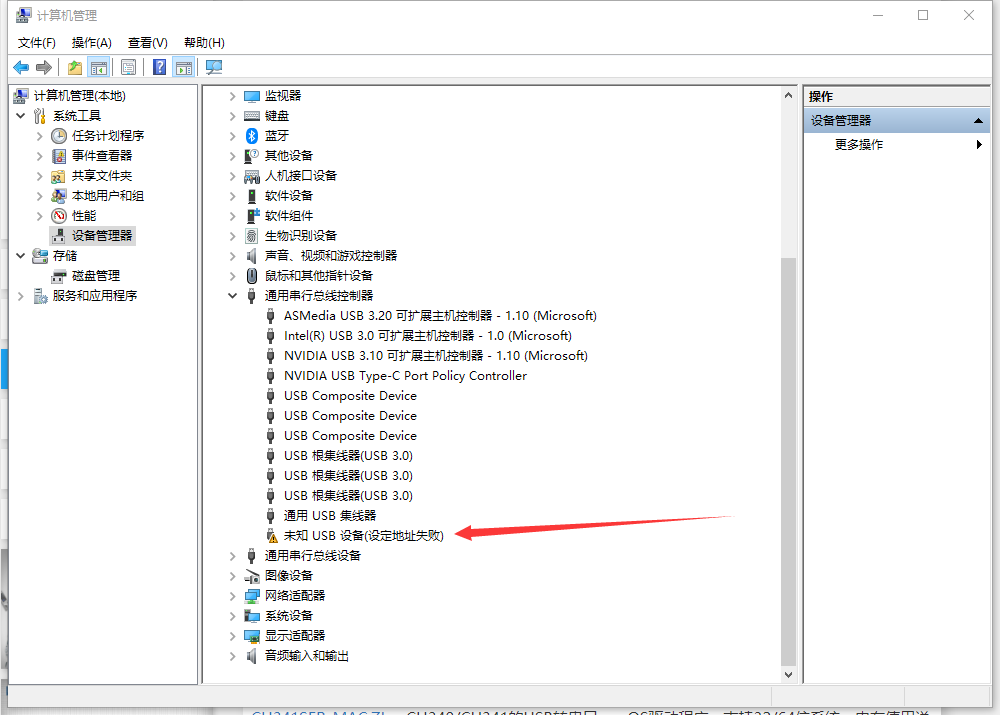 计算机管理
文件(F) 操作(A) 查看(V) 帮助(H)
计算机管理(本地)
系统工具
任务计划程序
事件查看器
共享文件夹
本地用户和组
性能
设备管理器
存储
磁盘管理
服务和应用程序
监视器
键盘
蓝牙
其他设备
人机接口设备
软件设备
软件组件
生物识别设备
声音、视频和游戏控制器
鼠标和其他指针设备
通用串行总线控制器
ASMedia USB 3.20 可扩展主机控制器 - 1.10 (Microsoft)
Intel(R) USB 3.0 可扩展主机控制器 - 1.0 (Microsoft)
NVIDIA USB 3.10 可扩展主机控制器 - 1.10 (Microsoft)
NVIDIA USB Type-C Port Policy Controller
USB Composite Device
USB Composite Device
USB Composite Device
USB 根集线器(USB 3.0)
USB 根集线器(USB 3.0)
USB 根集线器(USB 3.0)
通用 USB 集线器
未知 USB 设备(设定地址失败)
通用串行总线设备
图像设备
网络适配器
系统设备
显示适配器
音频输入和输出
操作
设备管理器
更多操作